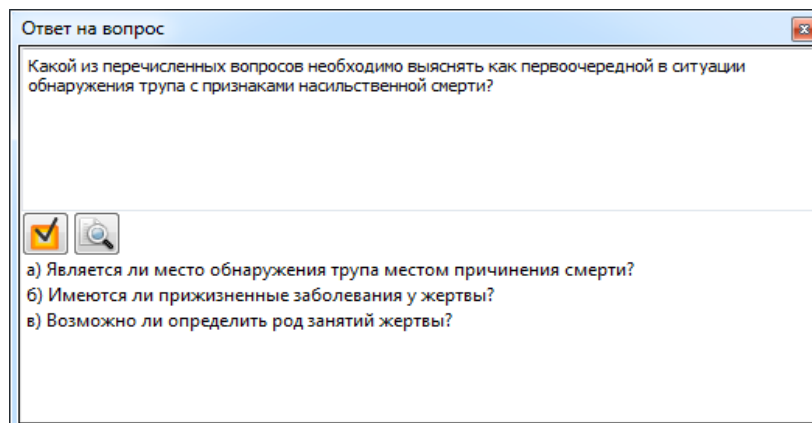 Ответ на вопрос
Какой из перечисленных вопросов необходимо выяснять как первоочередной в ситуации
обнаружения трупа с признаками насильственной смерти?
а) Является ли место обнаружения трупа местом причинения смерти?
б) Имеются ли прижизненные заболевания у жертвы?
в) Возможно ли определить род занятий жертвы?